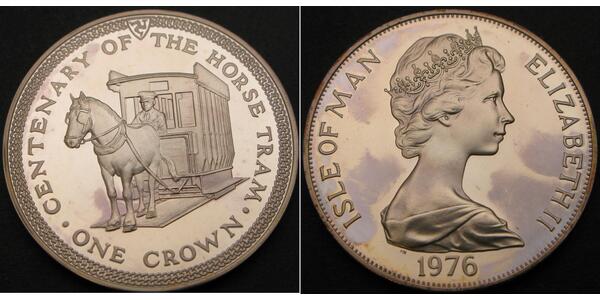 · CENTENARY OF THE HORSE TRAM ·
ONE CROWN
ISLE OF MAN
ELIZABETH II
1976